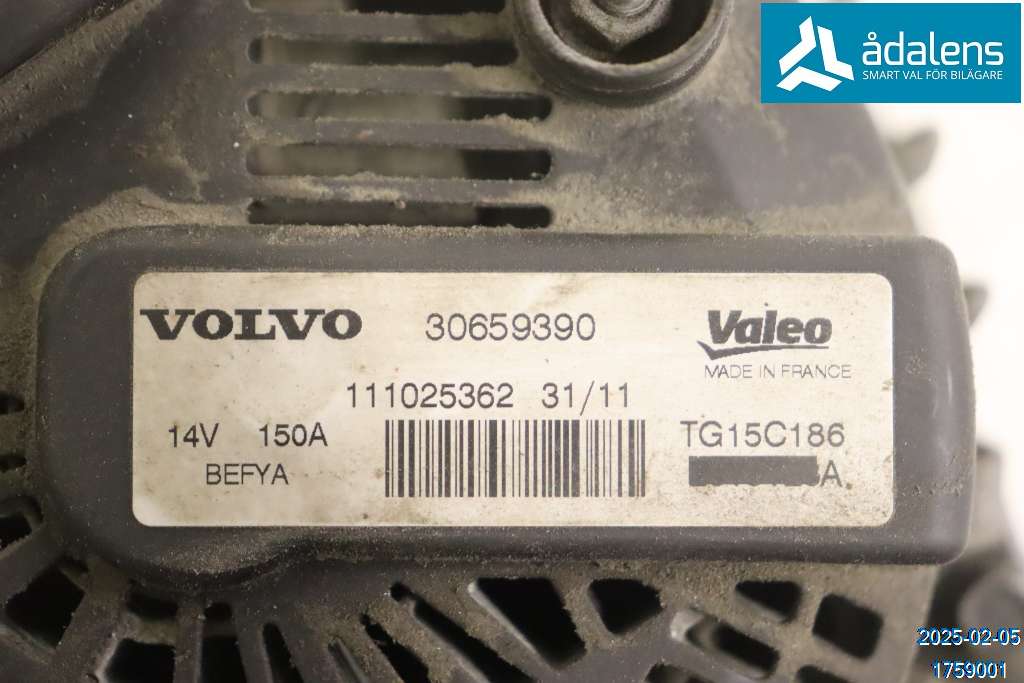 ådalens
SMART VAL FÖR BILÄGARE
VOLVO 30659390 Valeo
MADE IN FRANCE
111025362 31/11
14V 150A TG15C186
BEFYA A
2025-02-05
1759001